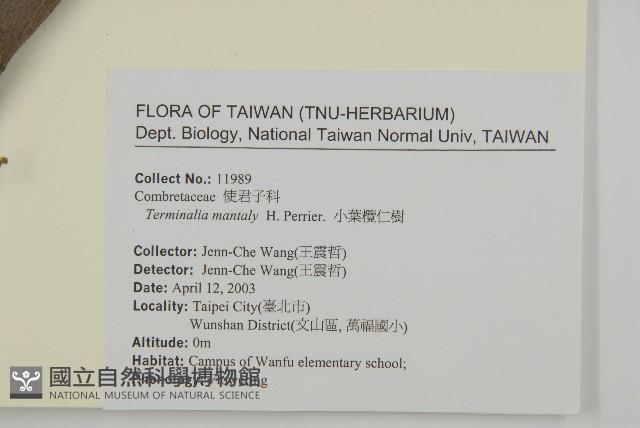 FLORA OF TAIWAN (TNU-HERBARIUM)
Dept. Biology, National Taiwan Normal Univ, TAIWAN
Collect No.: 11989
Combretaceae 使君子科
Terminalia mantaly H. Perrier. 小葉欖仁樹
Collector: Jenn-Che Wang(王震哲)
Detector: Jenn-Che Wang(王震哲)
Date: April 12, 2003
Locality: Taipei City(臺北市)
Wunshan District(文山區, 萬福國小)
Altitude: 0m
Habitat: Campus of Wanfu elementary school;
國立自然科學博物館
NATIONAL MUSEUM OF NATURAL SCIENCE